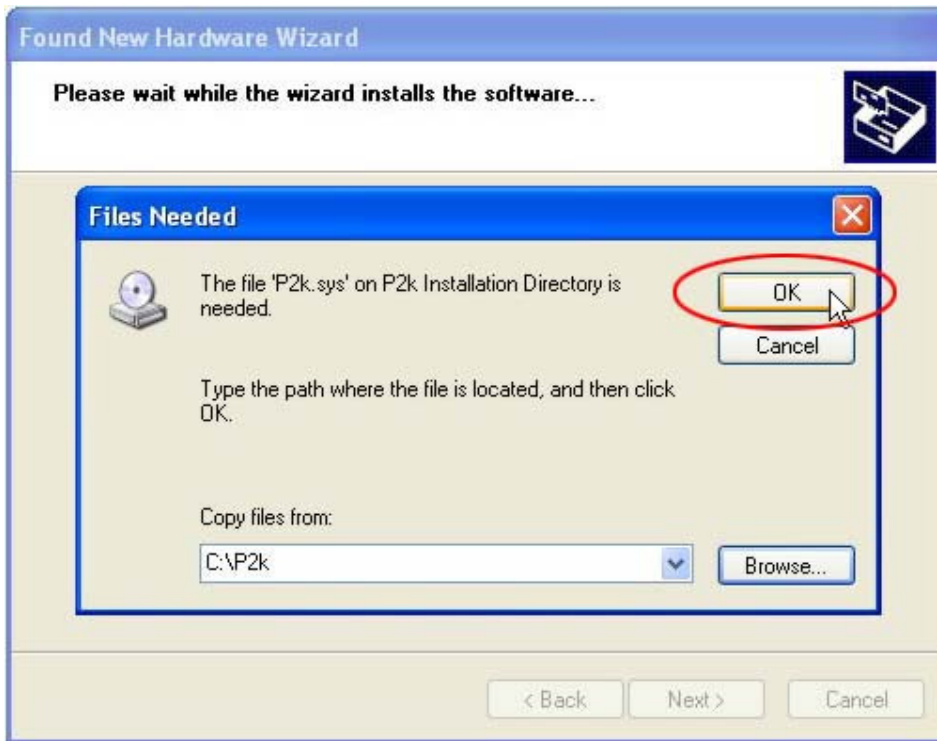 Found New Hardware Wizard
Please wait while the wizard installs the software...
Files Needed
The file 'P2k.sys' on P2k Installation Directory is
needed.
OK
Cancel
Type the path where the file is located, and then click
OK.
Copy files from:
C:\P2k
Browse...
< Back
Next >
Cancel